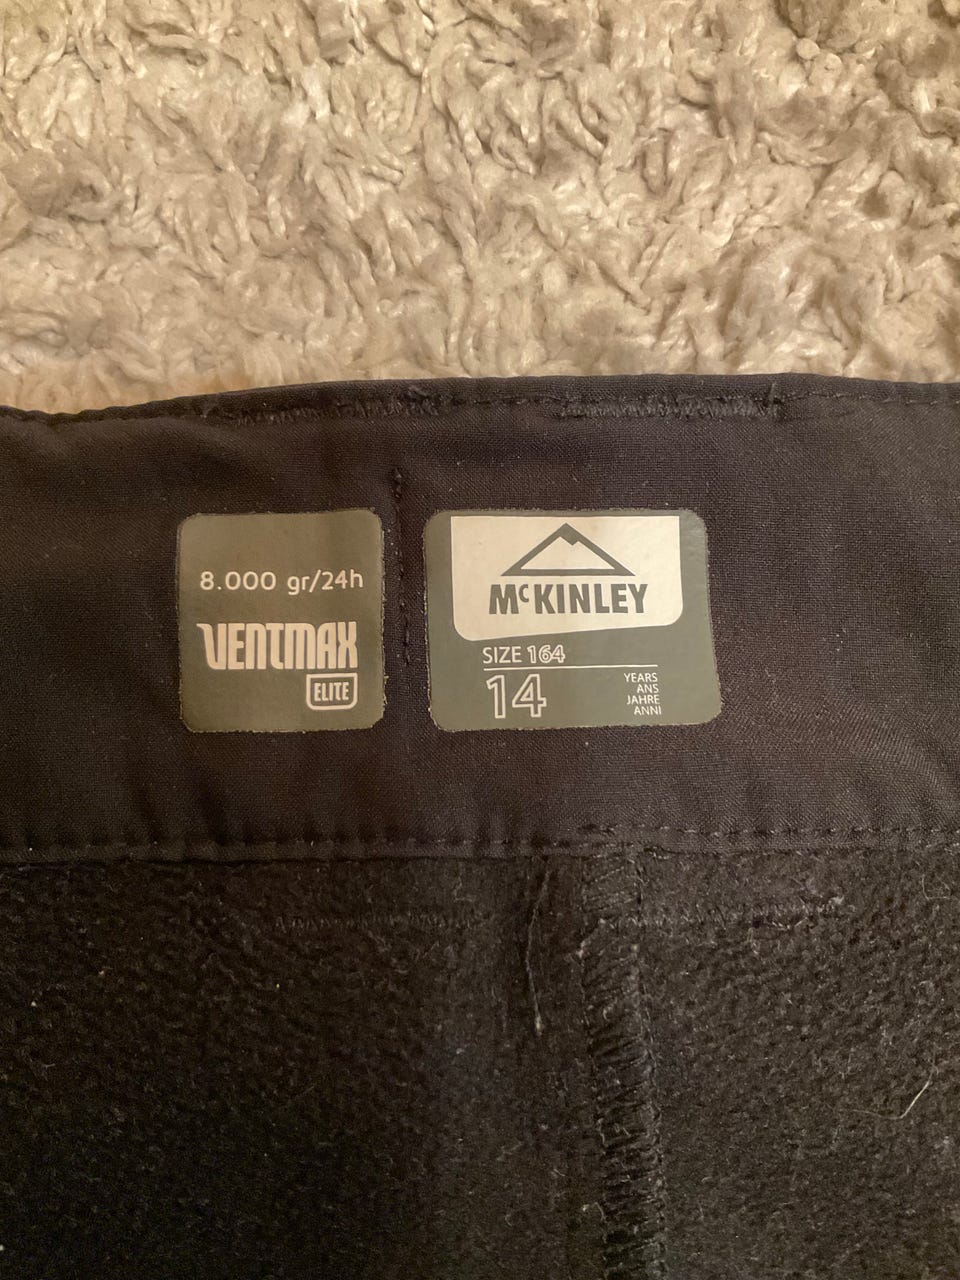 8.000 gr/24h
VENTMAX
ELITE
McKINLEY
SIZE 164
14
YEARS
ANS
JAHRE
ANNI